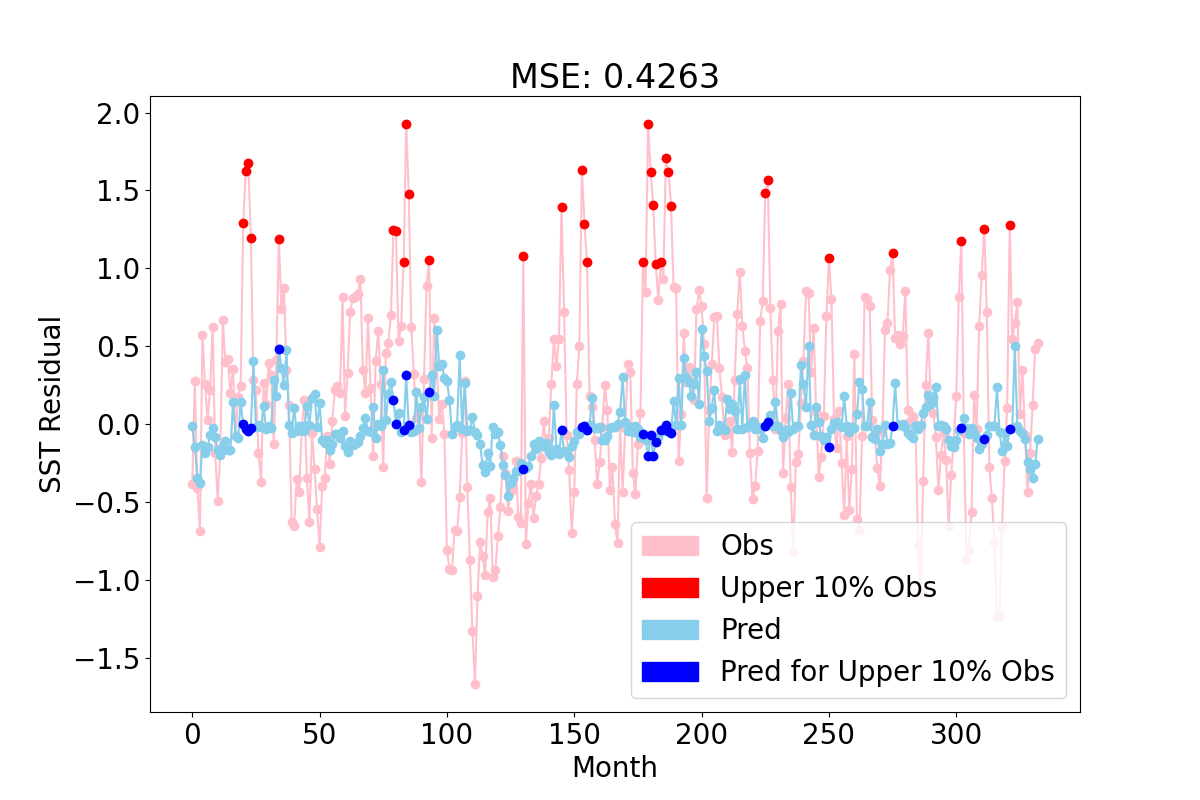 MSE: 0.4263
2.0
1.5
1.0
0.5
0.0
−0.5
−1.0
−1.5
SST Residual
Obs
Upper 10% Obs
Pred
Pred for Upper 10% Obs
0 50 100 150 200 250 300
Month